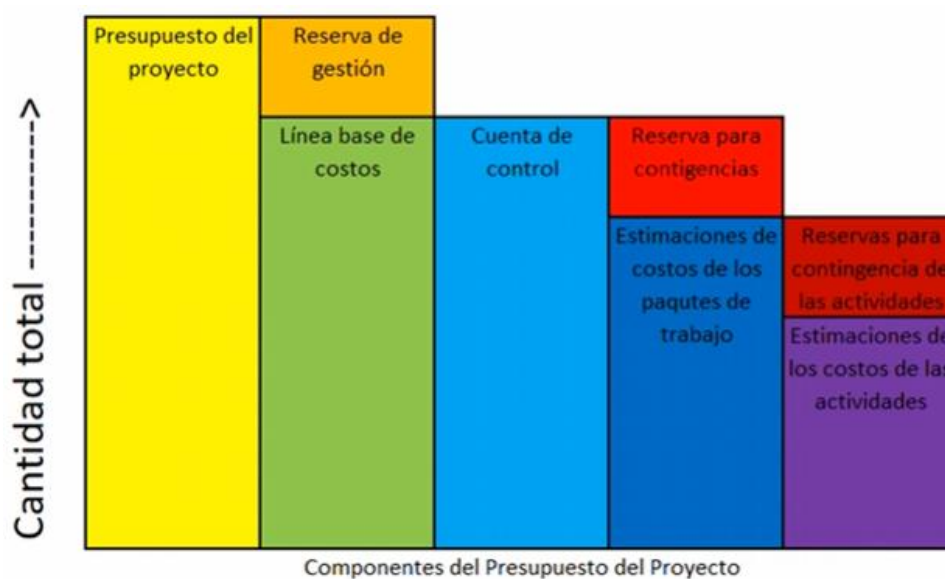 Presupuesto del
proyecto
Reserva de
gestión
Línea base de
costos
Cuenta de
control
Reserva para
contigencias
Estimaciones de
costos de los
paqutes de
trabajo
Reservas para
contingencia de
las actividades
Estimaciones de
los costos de las
actividades
Cantidad total ---------->
Componentes del Presupuesto del Proyecto